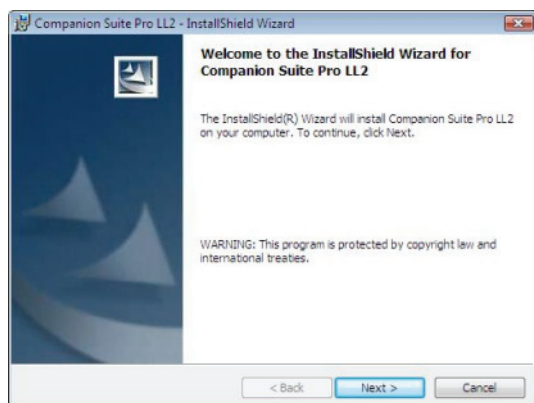 Companion Suite Pro LL2 - InstallShield Wizard
Welcome to the InstallShield Wizard for
Companion Suite Pro LL2
The InstallShield(R) Wizard will install Companion Suite Pro LL2
on your computer. To continue, click Next.
WARNING: This program is protected by copyright law and
international treaties.
< Back
Next >
Cancel